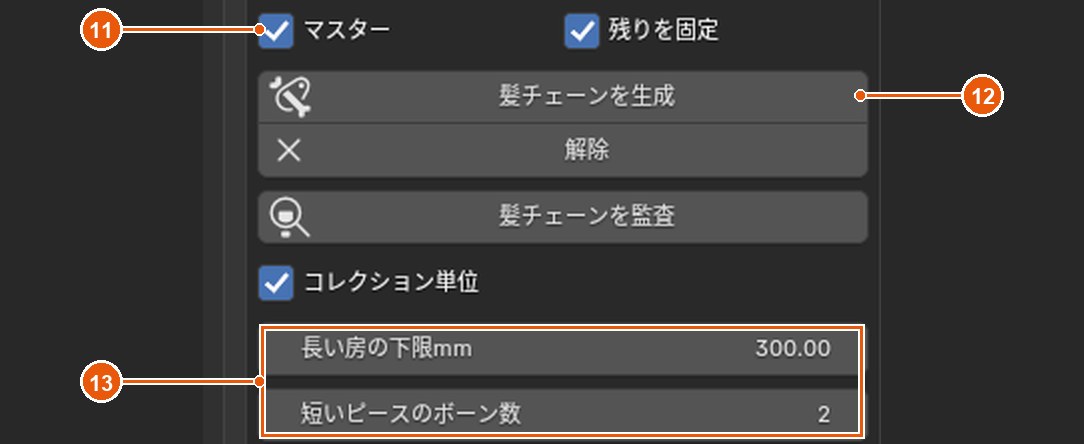 11 マスター 残りを固定
髪チェーンを生成 12
解除
髪チェーンを監査
コレクション単位
長い房の下限mm 300.00
13
短いピースのボーン数 2